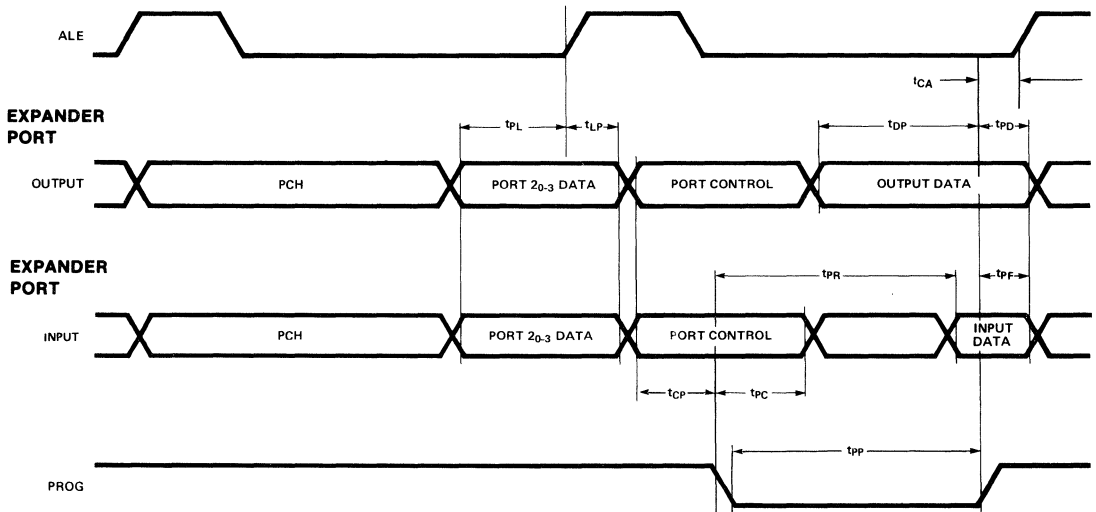 ALE
tCA
EXPANDER
PORT
tPL
tLP
tDP
tPD
OUTPUT
PCH
PORT 20-3 DATA
PORT CONTROL
OUTPUT DATA
EXPANDER
PORT
tPR
tPF
INPUT
PCH
PORT 20-3 DATA
PORT CONTROL
INPUT
DATA
tCP
tPC
tPP
PROG